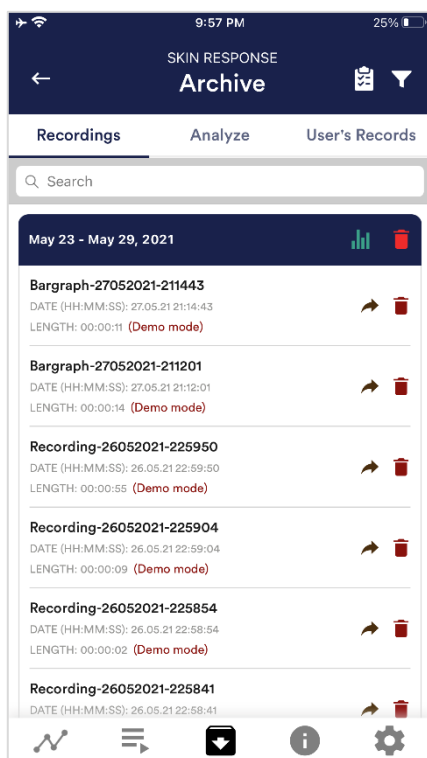 9:57 PM
25%
SKIN RESPONSE
Archive
Recordings
Analyze
User's Records
Search
May 23 - May 29, 2021
Bargraph-27052021-211443
DATE (HH:MM:SS): 27.05.21 21:14:43
LENGTH: 00:00:11 (Demo mode)
Bargraph-27052021-211201
DATE (HH:MM:SS): 27.05.21 21:12:01
LENGTH: 00:00:14 (Demo mode)
Recording-26052021-225950
DATE (HH:MM:SS): 26.05.21 22:59:50
LENGTH: 00:00:55 (Demo mode)
Recording-26052021-225904
DATE (HH:MM:SS): 26.05.21 22:59:04
LENGTH: 00:00:09 (Demo mode)
Recording-26052021-225854
DATE (HH:MM:SS): 26.05.21 22:58:54
LENGTH: 00:00:02 (Demo mode)
Recording-26052021-225841
DATE (HH:MM:SS): 26.05.21 22:58:41